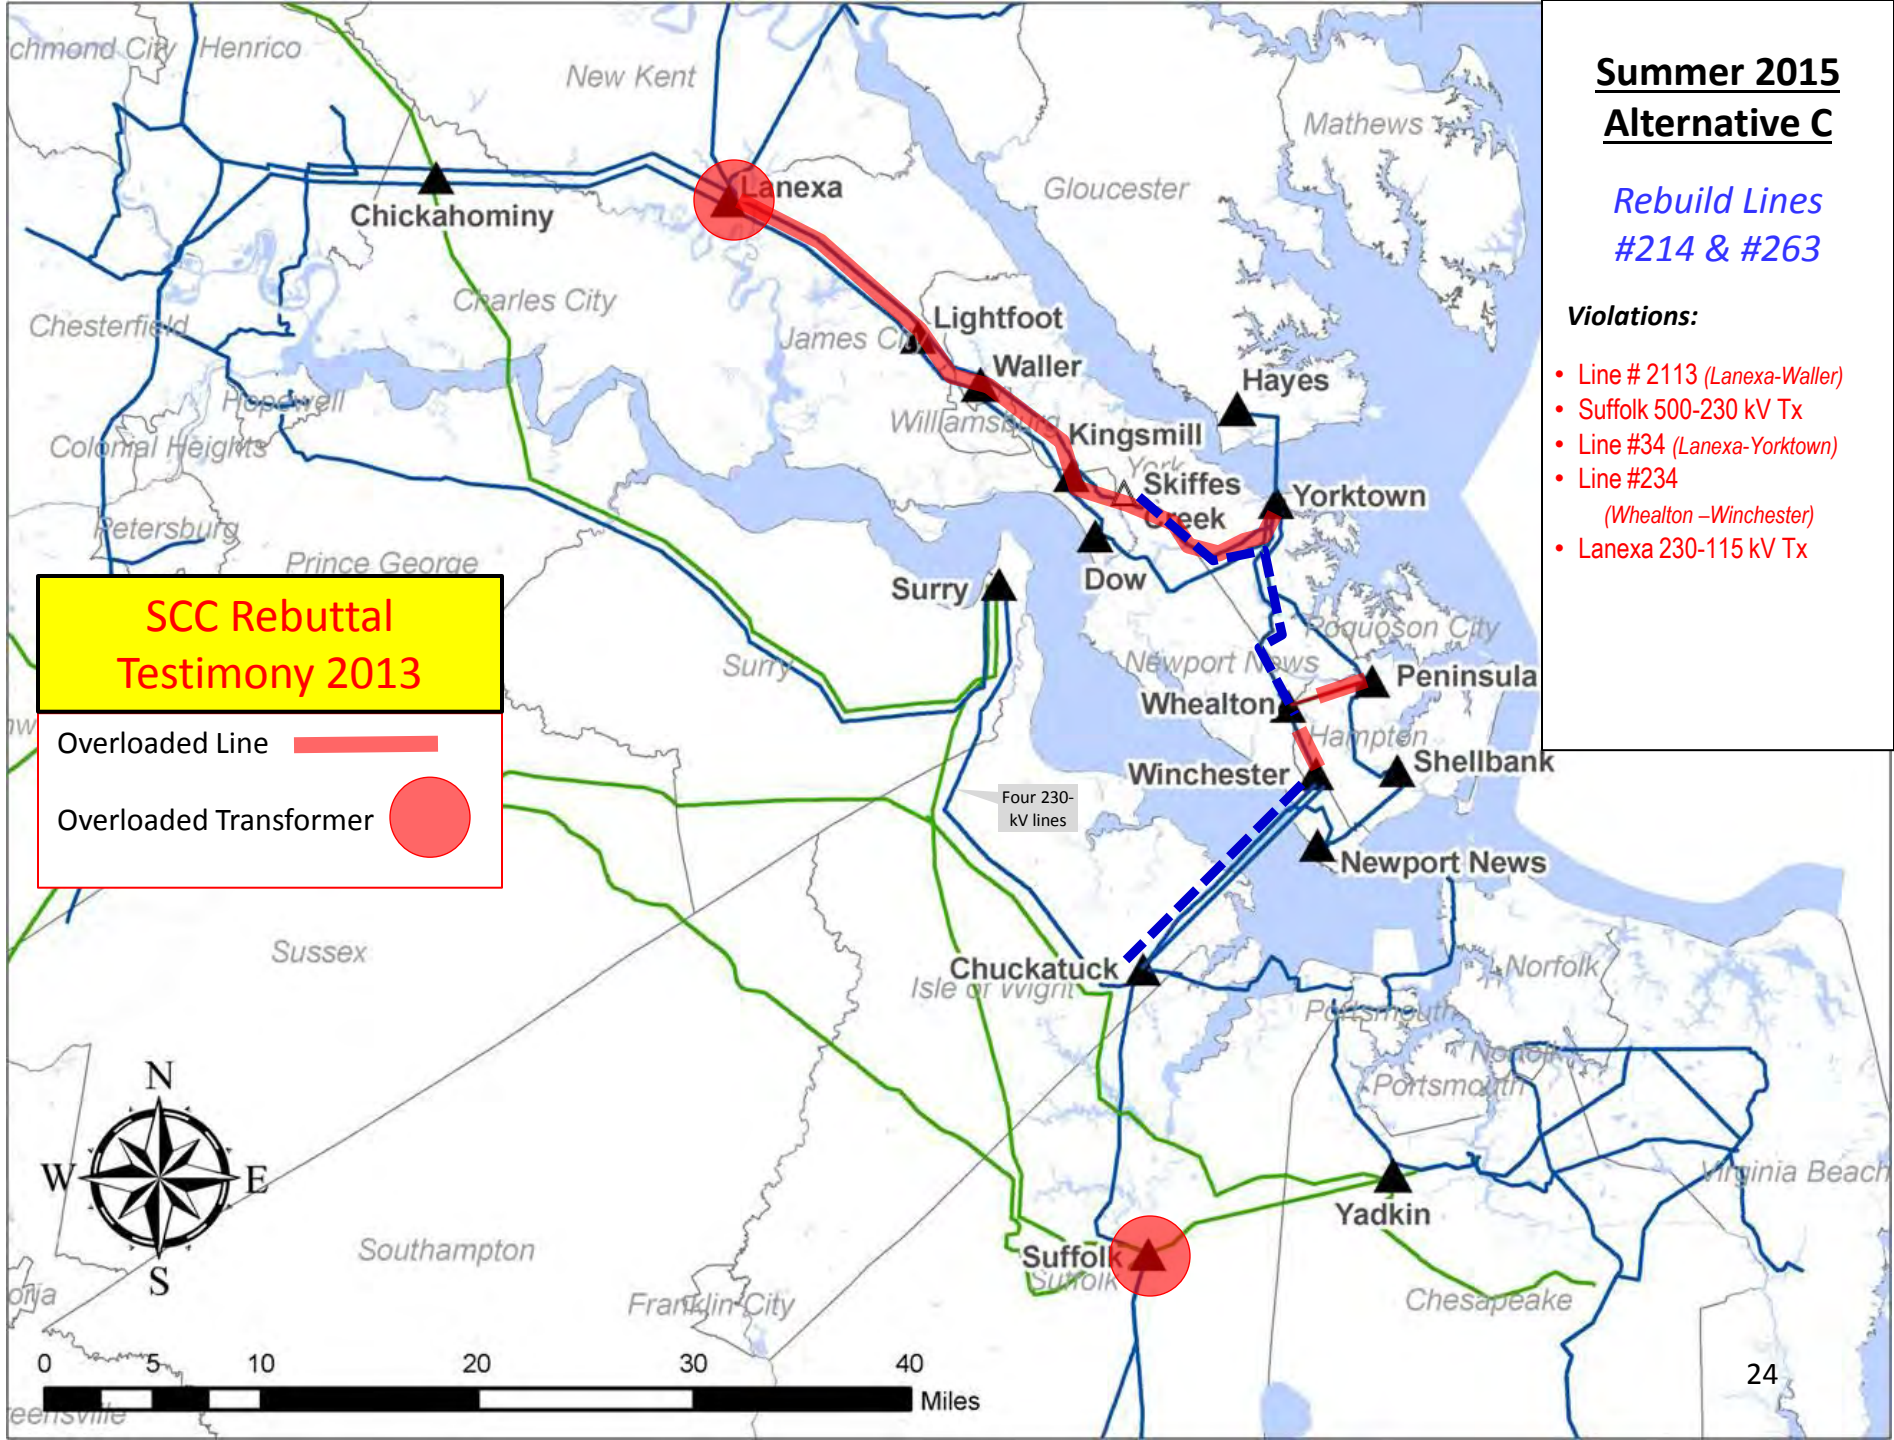 chmond City
Henrico
New Kent
Mathews
Gloucester
Lanexa
Chickahominy
Charles City
Chesterfield
James City
Lightfoot
Waller
Hayes
Hopewell
Williamsburg
Colonial Heights
Kingsmill
York
Skiffes
Creek
Yorktown
Petersburg
Prince George
Dow
Surry
Poquoson City
Surry
Newport News
Peninsula
Whealton
Hampton
Winchester
Shellbank
Four 230-
kV lines
Newport News
Sussex
Chuckatuck
Isle of Wight
Norfolk
Portsmouth
Norfolk
Portsmouth
Virginia Beach
Yadkin
Southampton
Suffolk
Suffolk
Franklin City
Chesapeake
oria
reensville
nw
SCC Rebuttal
Testimony 2013
Overloaded Line
Overloaded Transformer
N
W E
S
0 5 10 20 30 40
Miles
Summer 2015
Alternative C
Rebuild Lines
#214 & #263
Violations:
• Line # 2113 (Lanexa-Waller)
• Suffolk 500-230 kV Tx
• Line #34 (Lanexa-Yorktown)
• Line #234
(Whealton –Winchester)
• Lanexa 230-115 kV Tx
24